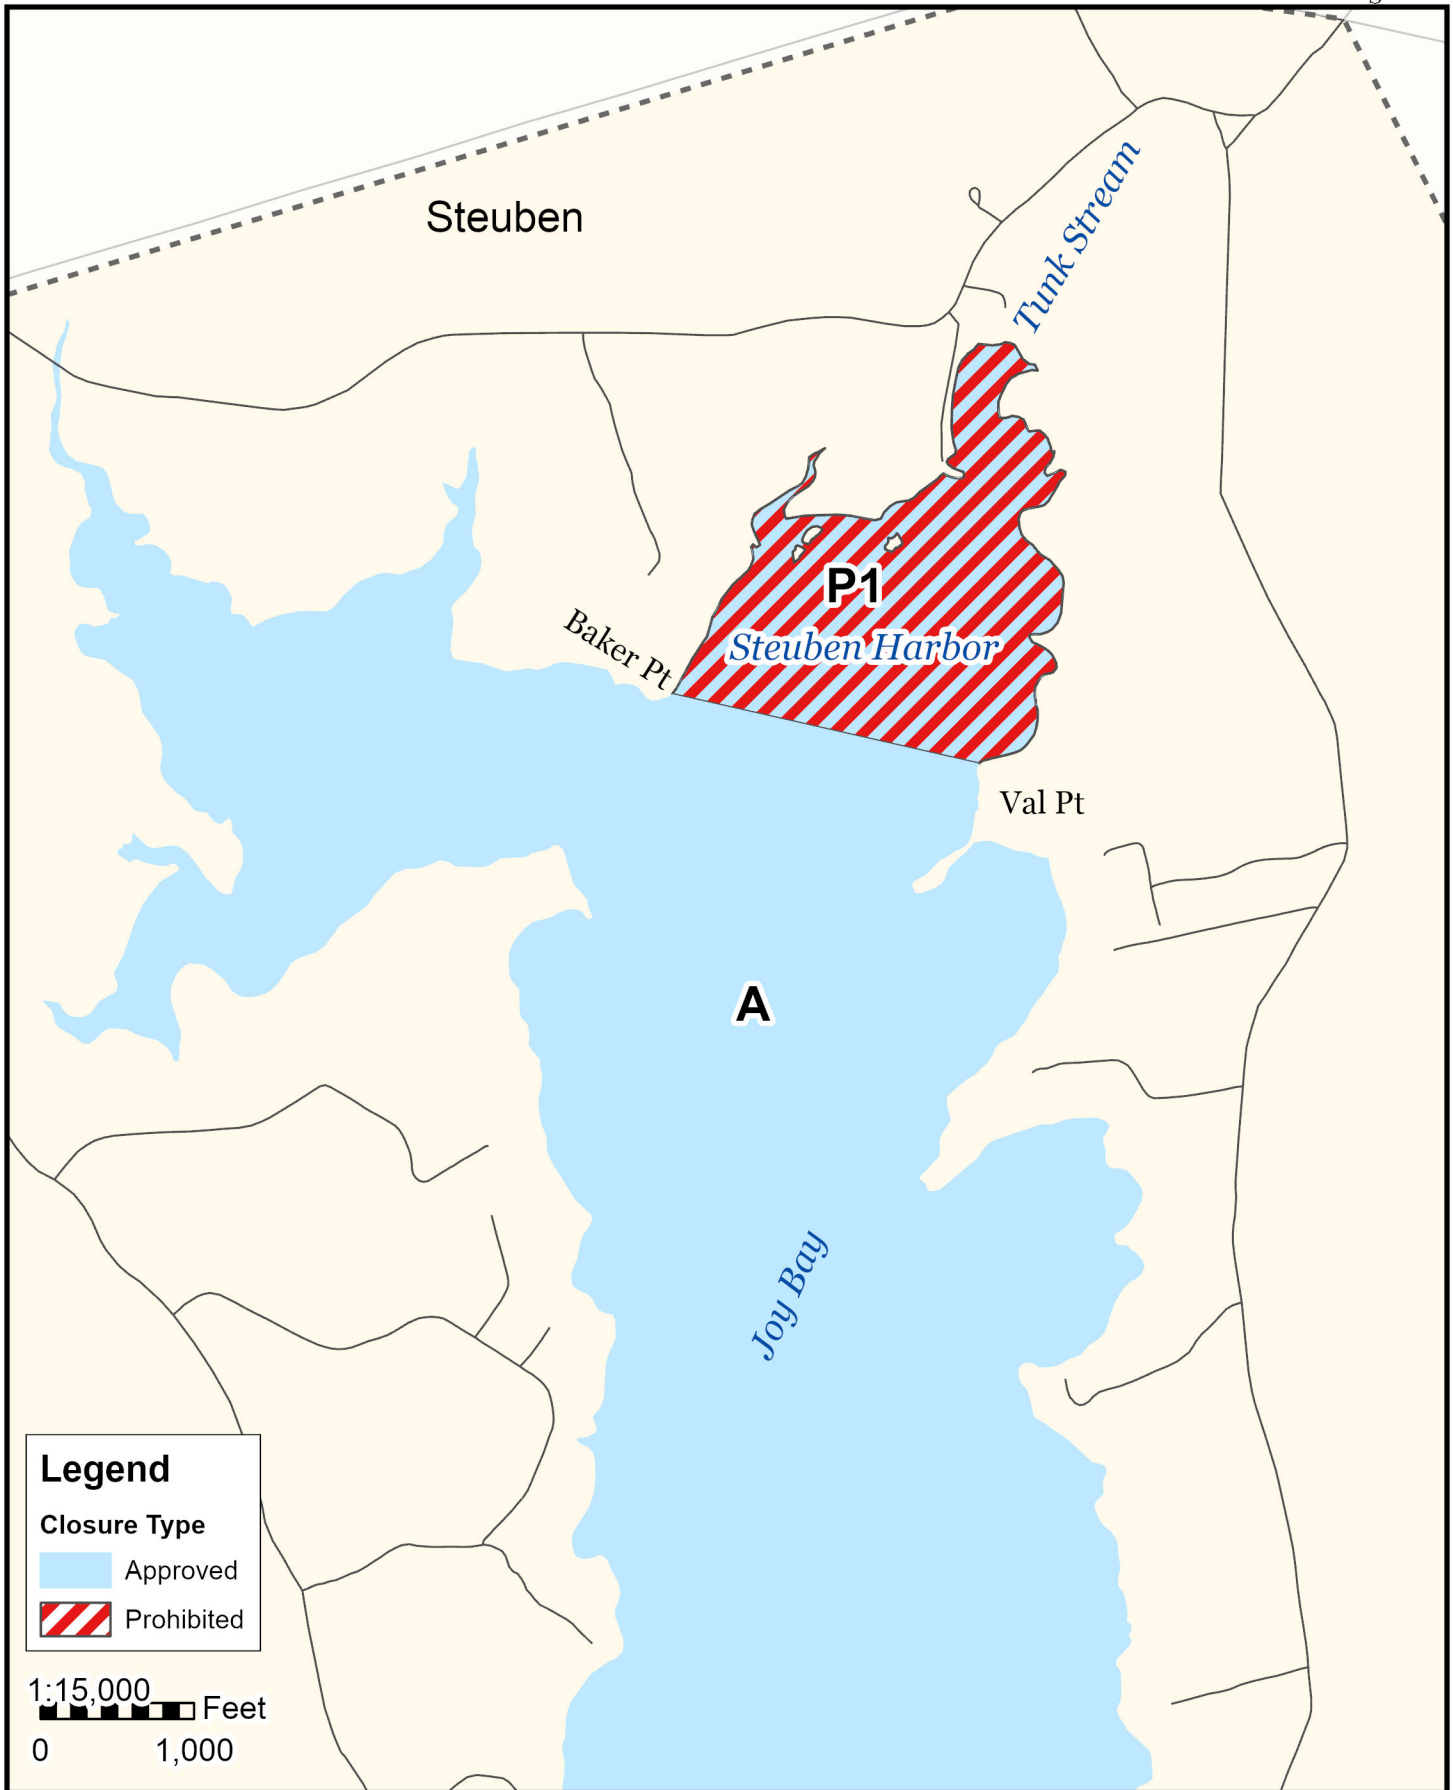 Steuben
Tunk Stream
P1
Steuben Harbor
Baker Pt
Val Pt
A
Joy Bay
Legend
Closure Type
Approved
Prohibited
1:15,000
Feet
0 1,000